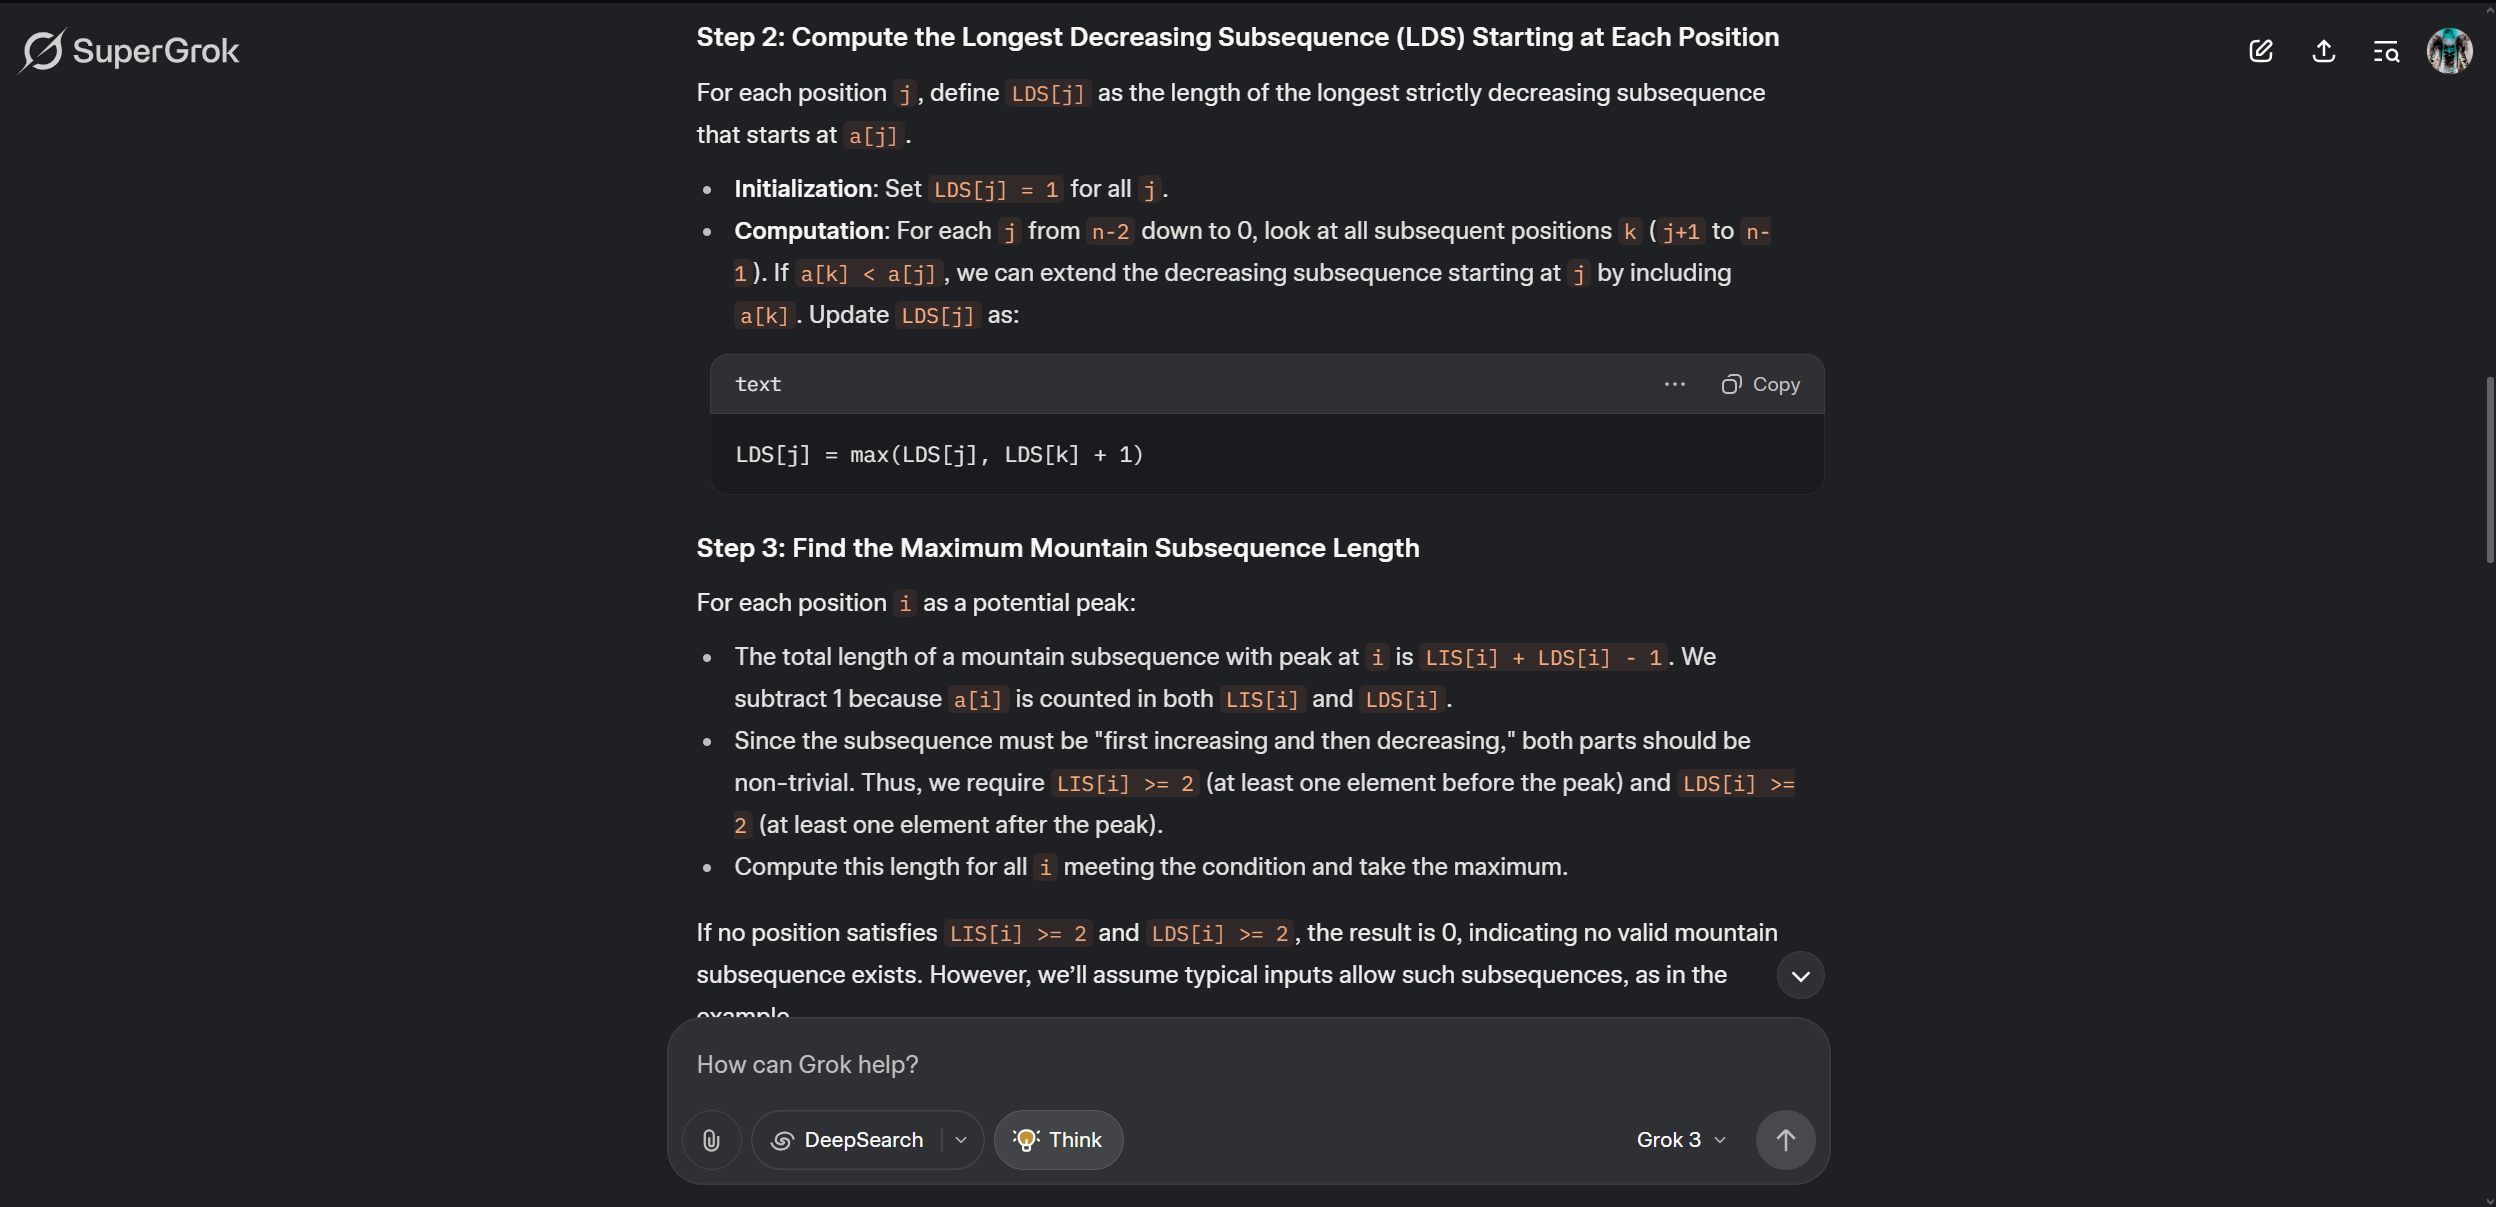 SuperGrok
Step 2: Compute the Longest Decreasing Subsequence (LDS) Starting at Each Position
For each position j, define LDS[j] as the length of the longest strictly decreasing subsequence
that starts at a[j].
• Initialization: Set LDS[j] = 1 for all j.
• Computation: For each j from n-2 down to 0, look at all subsequent positions k (j+1 to n-
1). If a[k] < a[j], we can extend the decreasing subsequence starting at j by including
a[k]. Update LDS[j] as:
text
Copy
LDS[j] = max(LDS[j], LDS[k] + 1)
Step 3: Find the Maximum Mountain Subsequence Length
For each position i as a potential peak:
• The total length of a mountain subsequence with peak at i is LIS[i] + LDS[i] - 1. We
subtract 1 because a[i] is counted in both LIS[i] and LDS[i].
• Since the subsequence must be "first increasing and then decreasing," both parts should be
non-trivial. Thus, we require LIS[i] >= 2 (at least one element before the peak) and LDS[i] >=
2 (at least one element after the peak).
• Compute this length for all i meeting the condition and take the maximum.
If no position satisfies LIS[i] >= 2 and LDS[i] >= 2, the result is 0, indicating no valid mountain
subsequence exists. However, we’ll assume typical inputs allow such subsequences, as in the
example
How can Grok help?
DeepSearch
Think
Grok 3